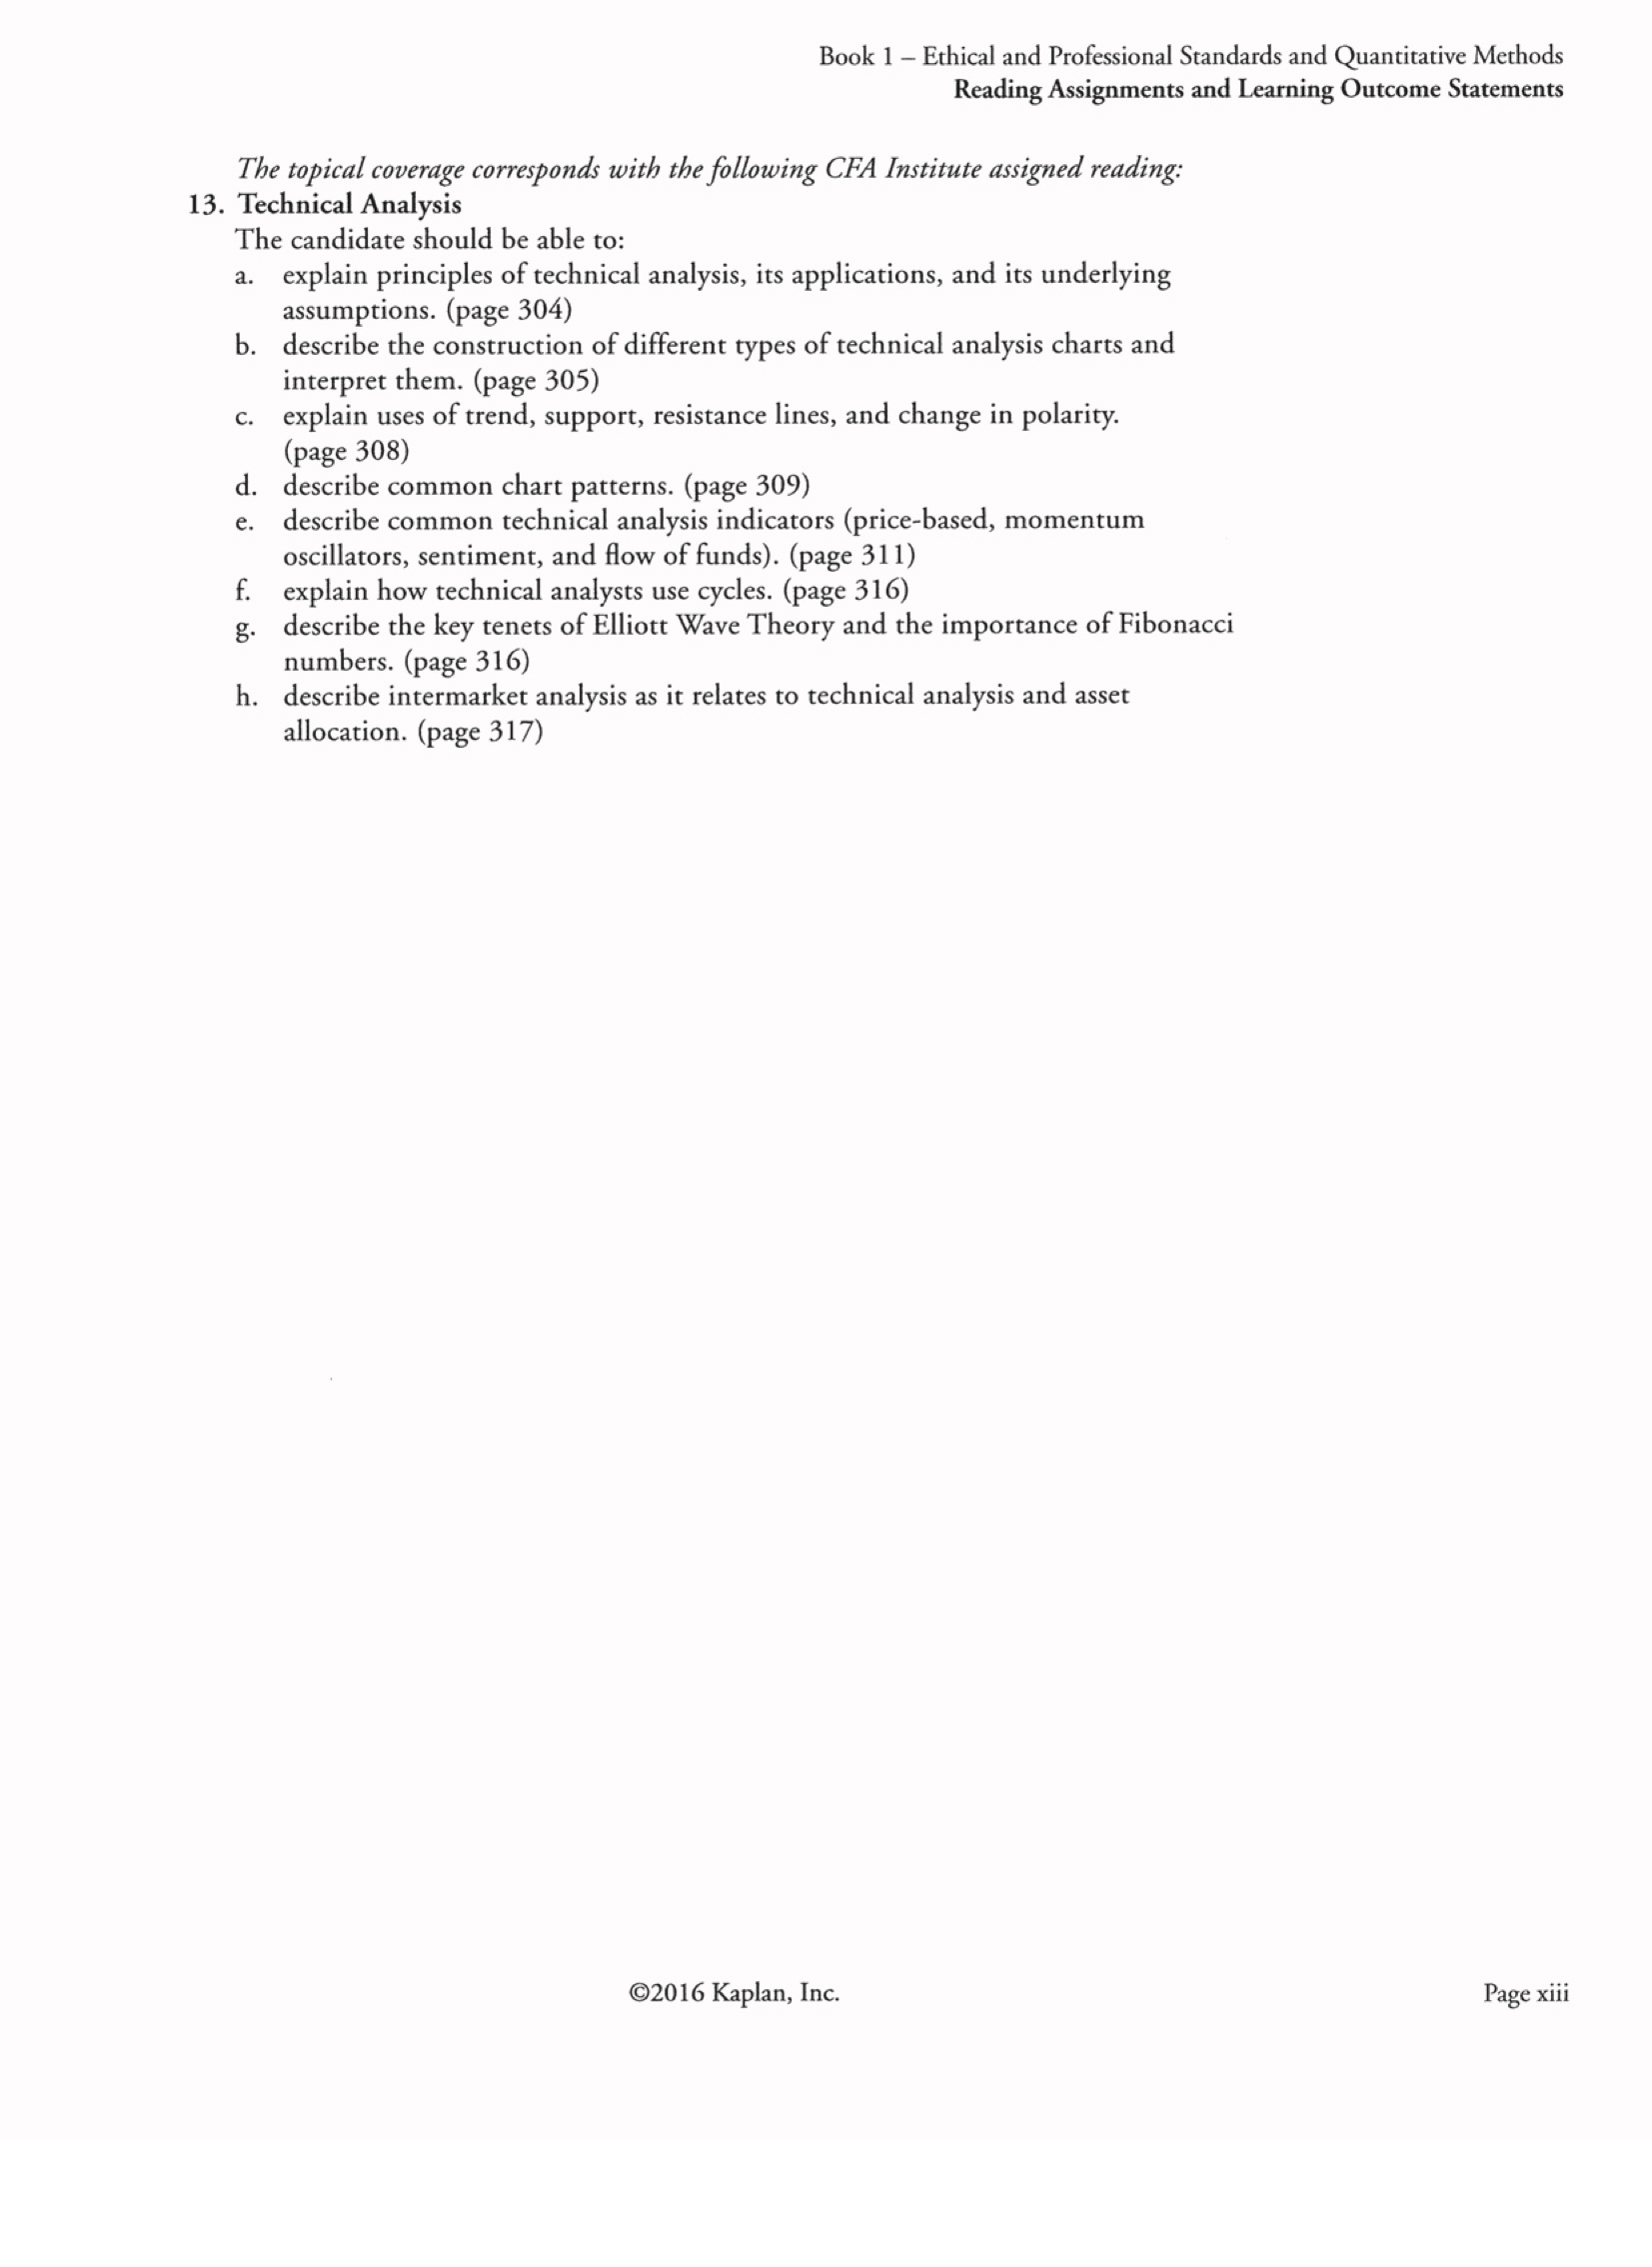 Book 1 – Ethical and Professional Standards and Quantitative Methods
Reading Assignments and Learning Outcome Statements
The topical coverage corresponds with the following CFA Institute assigned reading:
13. Technical Analysis
The candidate should be able to:
a. explain principles of technical analysis, its applications, and its underlying
assumptions. (page 304)
b. describe the construction of different types of technical analysis charts and
interpret them. (page 305)
c. explain uses of trend, support, resistance lines, and change in polarity.
(page 308)
d. describe common chart patterns. (page 309)
e. describe common technical analysis indicators (price-based, momentum
oscillators, sentiment, and flow of funds). (page 311)
f. explain how technical analysts use cycles. (page 316)
g. describe the key tenets of Elliott Wave Theory and the importance of Fibonacci
numbers. (page 316)
h. describe intermarket analysis as it relates to technical analysis and asset
allocation. (page 317)
©2016 Kaplan, Inc.
Page xiii